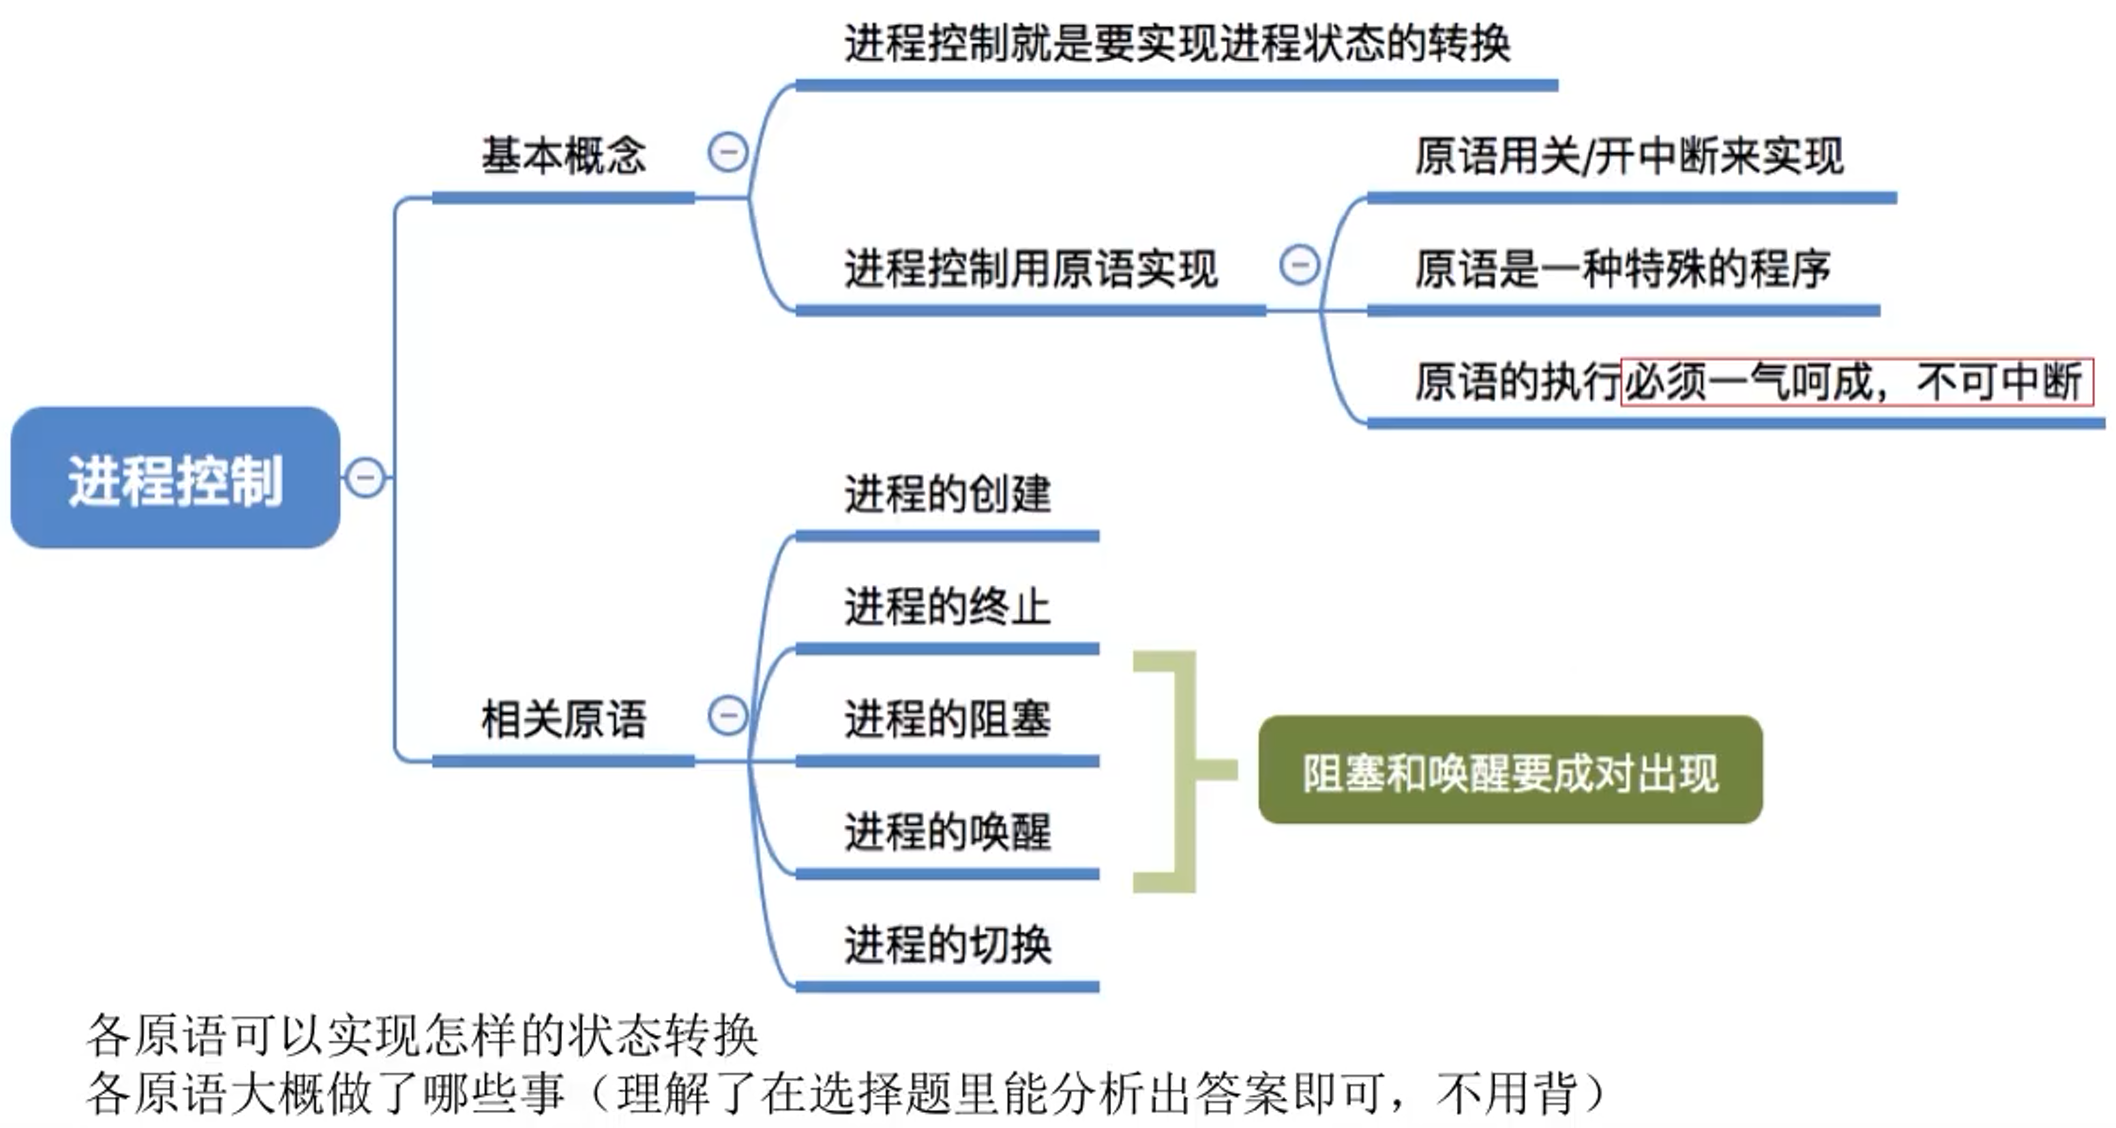 进程控制
基本概念
进程控制就是要实现进程状态的转换
进程控制用原语实现
原语用关/开中断来实现
原语是一种特殊的程序
原语的执行必须一气呵成，不可中断
相关原语
进程的创建
进程的终止
进程的阻塞
进程的唤醒
进程的切换
阻塞和唤醒要成对出现
各原语可以实现怎样的状态转换
各原语大概做了哪些事（理解了在选择题里能分析出答案即可，不用背）